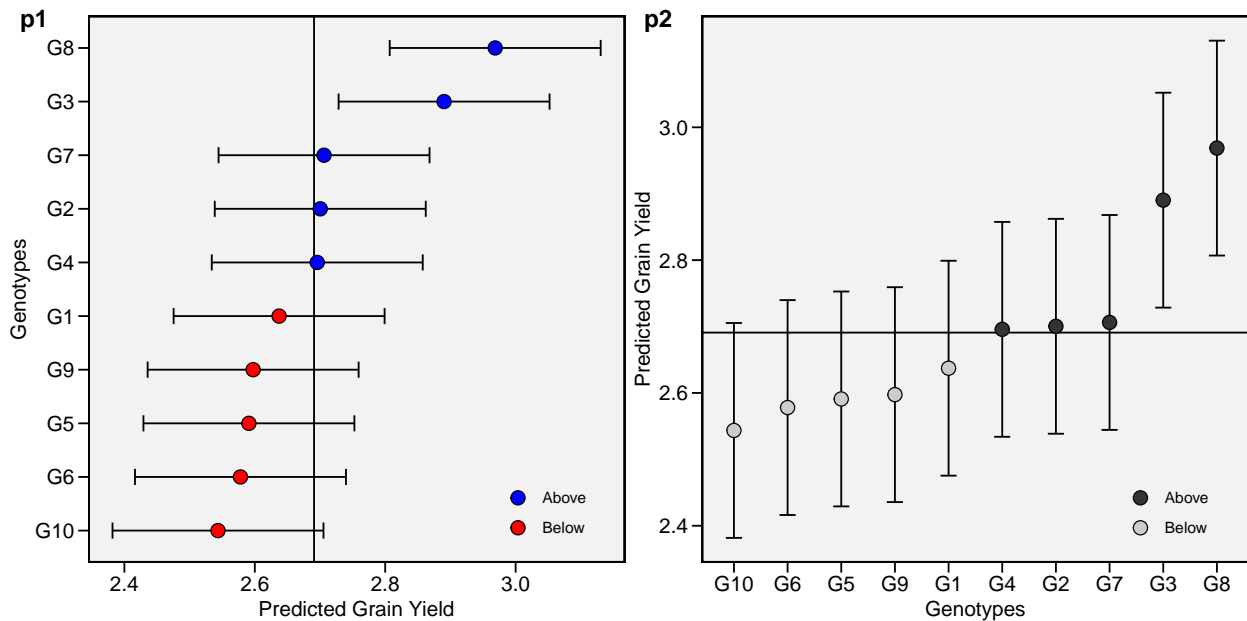 p1
Genotypes
G8
G3
G7
G2
G4
G1
G9
G5
G6
G10
Above
Below
2.4 2.6 2.8 3.0
Predicted Grain Yield
p2
Predicted Grain Yield
3.0
2.8
2.6
2.4
Above
Below
G10 G6 G5 G9 G1 G4 G2 G7 G3 G8
Genotypes